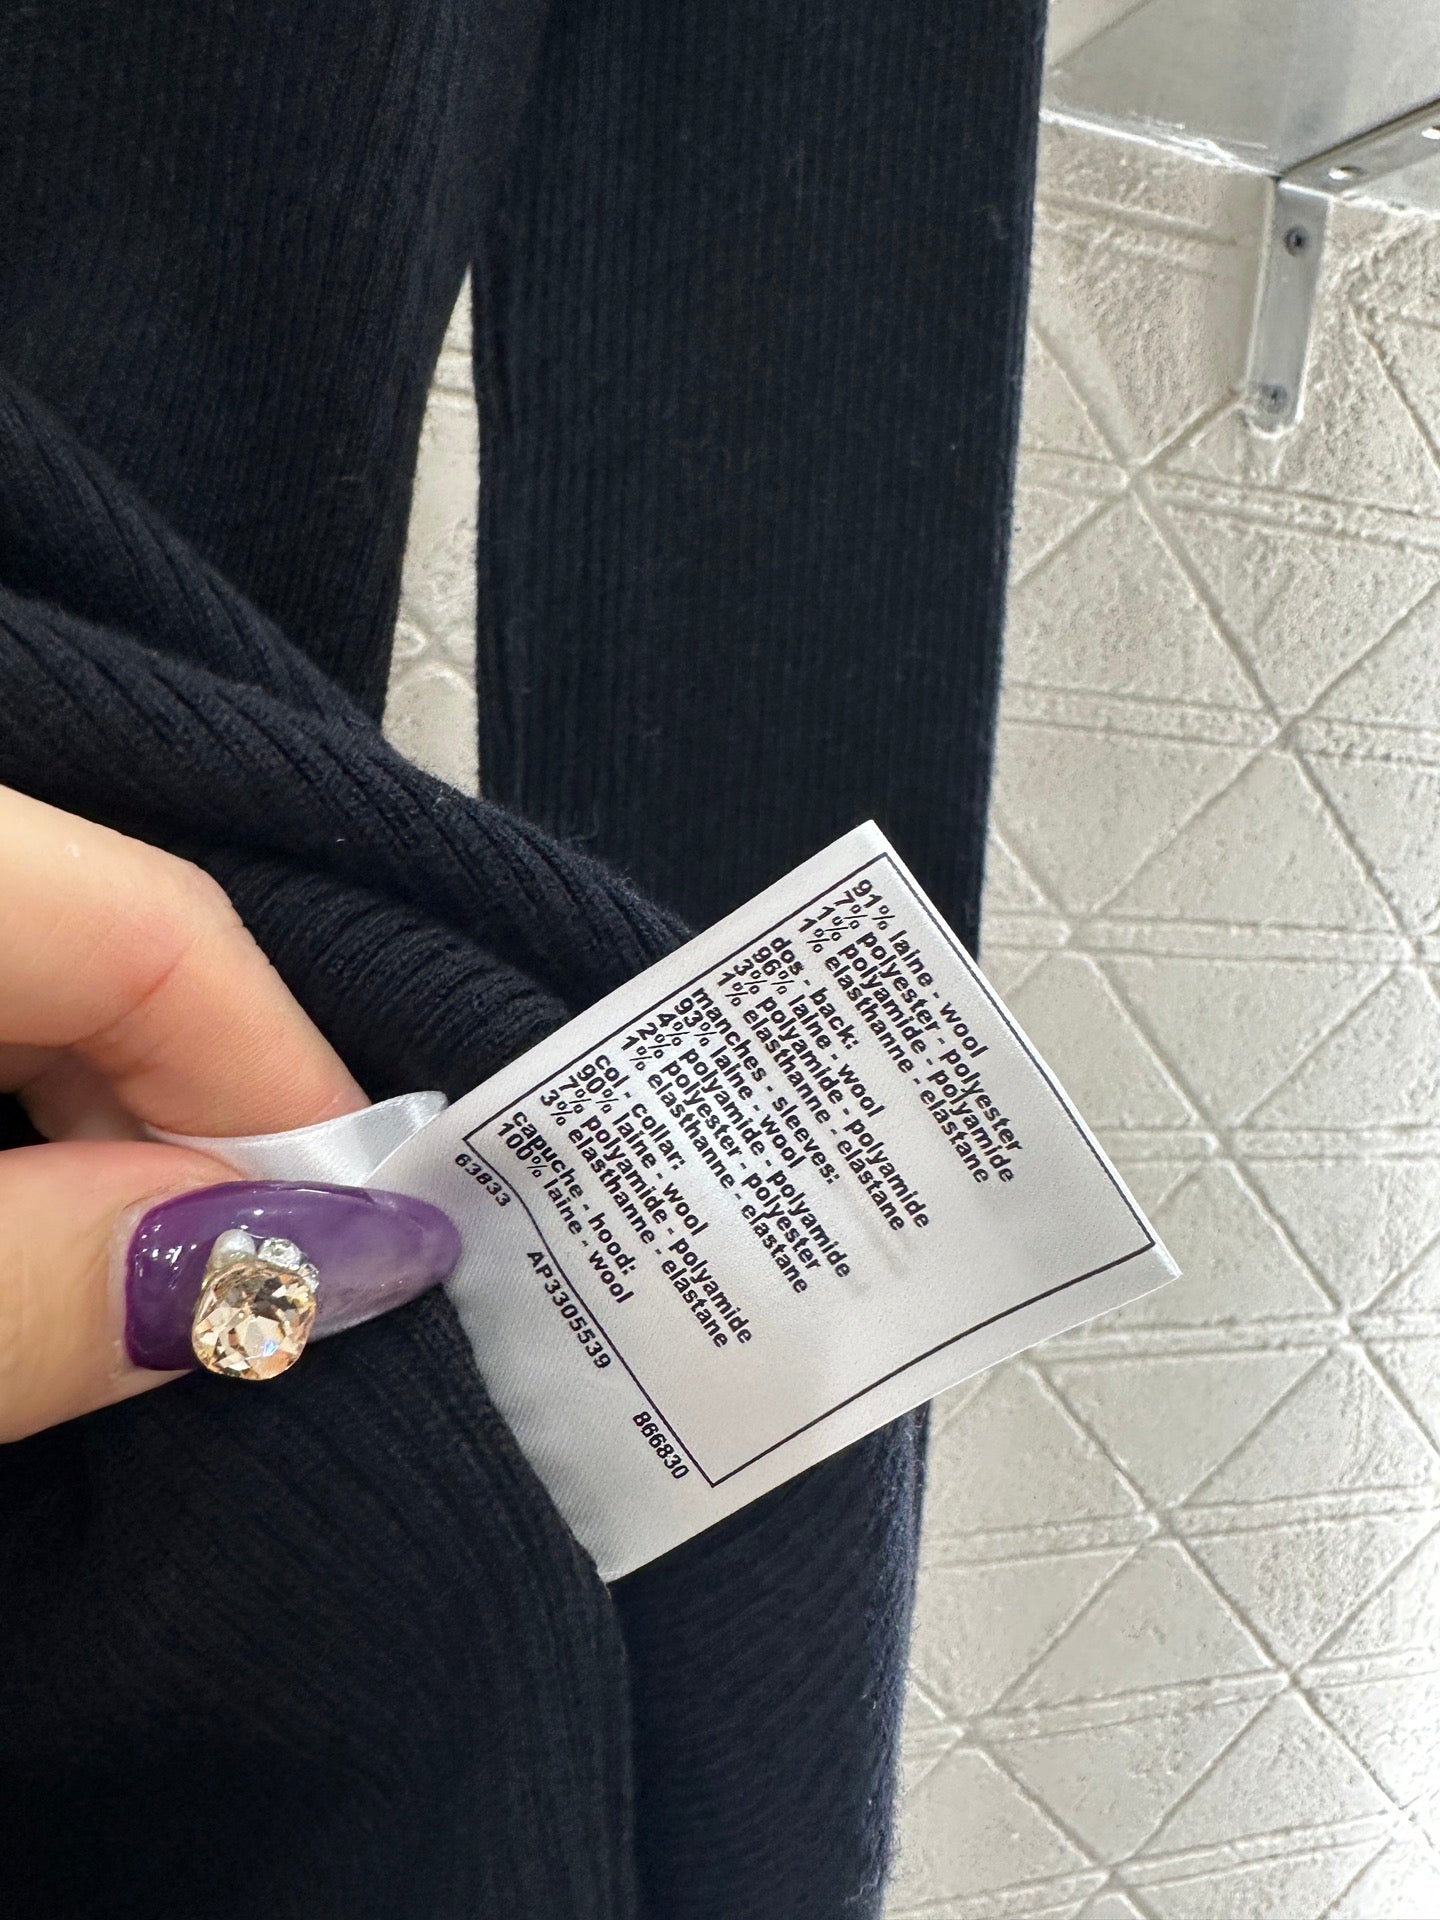 91% laine - wool
7% polyester - polyester
1% polyamide - polyamide
1% elasthanne - elastane
dos - back:
96% laine - wool
3% polyamide - polyamide
1% elasthanne - elastane
manches - sleeves:
93% laine - wool
4% polyamide - polyamide
2% polyester - polyester
1% elasthanne - elastane
col - collar:
90% laine - wool
7% polyamide - polyamide
3% elasthanne - elastane
capuche - hood:
100% laine - wool
63833 AP3305539 866830